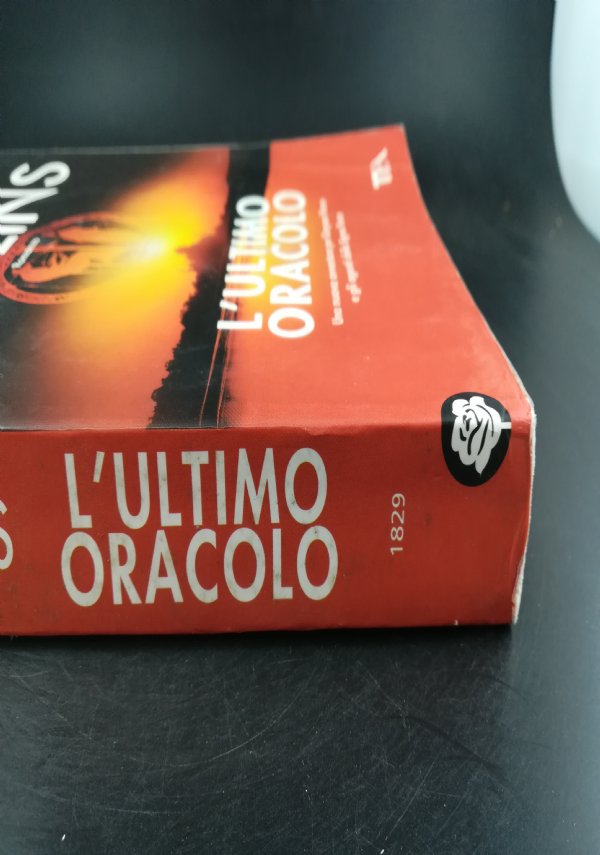 INS
L'ULTIMO
ORACOLO
TEA
L'ULTIMO
ORACOLO
1829
S